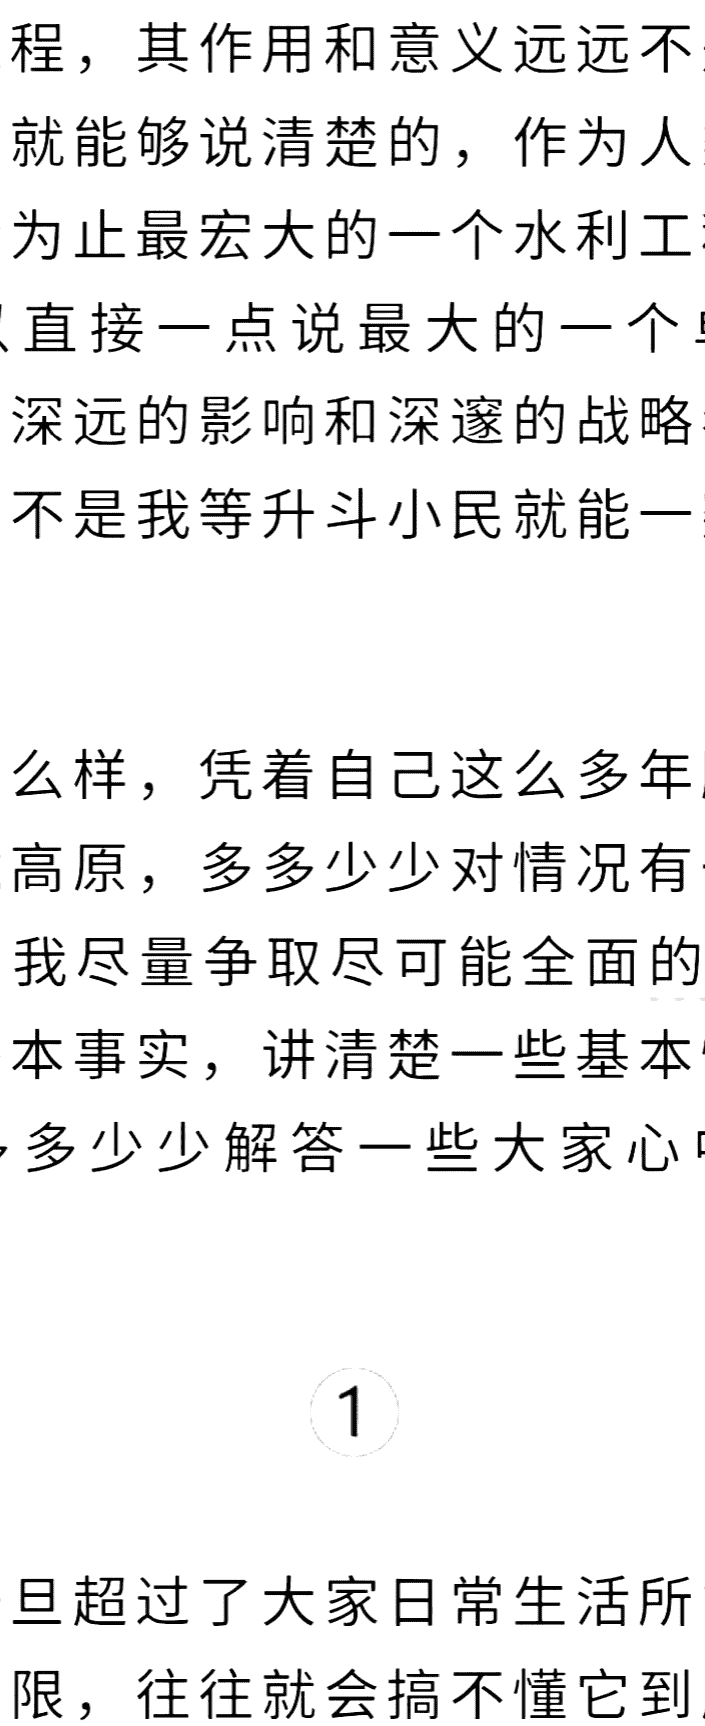 程，其作用和意义远远不
就能够说清楚的，作为人
为止最宏大的一个水利工
直接一点说最大的一个
深远的影响和深邃的战略
不是我等升斗小民就能一
么样，凭着自己这么多年
高原，多多少少对情况有
我尽量争取尽可能全面的
本事实，讲清楚一些基本
多少少解答一些大家心
1
旦超过了大家日常生活所
限，往往就会搞不懂它到